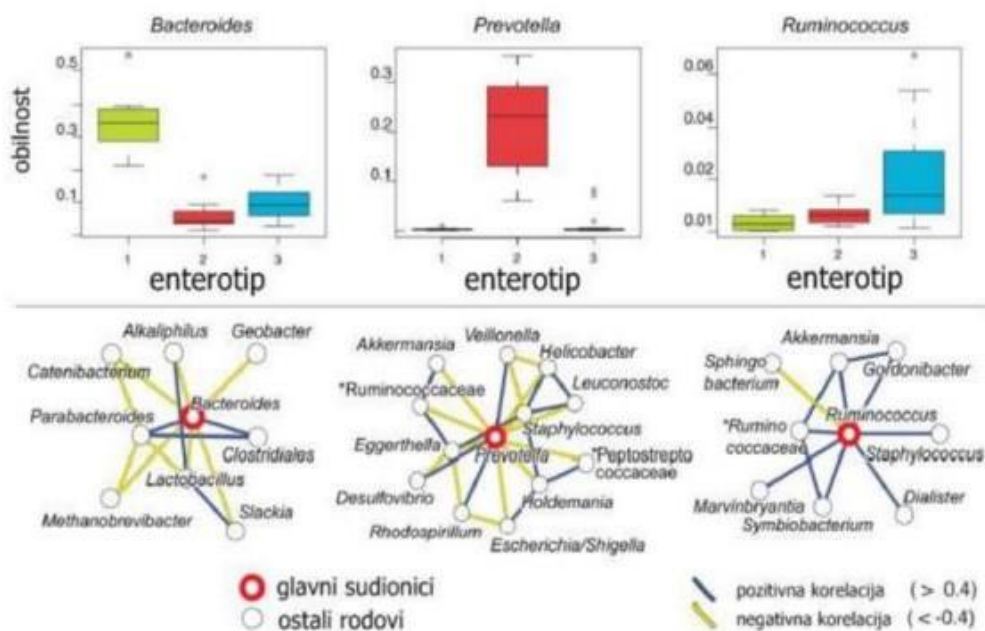 Bacteroides
Prevotella
Ruminococcus
obilnost
0.5
0.3
0.1
1
2
3
enterotip
0.3
0.2
0.1
1
2
3
enterotip
0.06
0.04
0.02
0.01
1
2
3
enterotip
Alkaliphilus
Geobacter
Catenibacterium
Bacteroides
Parabacteroides
Clostridiales
Lactobacillus
Methanobrevibacter
Slackia
Veillonella
Akkermansia
Helicobacter
*Ruminococcaceae
Leuconostoc
Staphylococcus
Eggerthella
Prevotella
*Peptostrepto
coccaceae
Desulfovibrio
Holdemania
Rhodospirillum
Escherichia/Shigella
Akkermansia
Sphingo
bacterium
Gordonibacter
Ruminococcus
*Rumino
coccaceae
Staphylococcus
Marvinbryantia
Dialister
Symbiobacterium
glavni sudionici
ostali rodovi
pozitivna korelacija (> 0.4)
negativna korelacija (<-0.4)